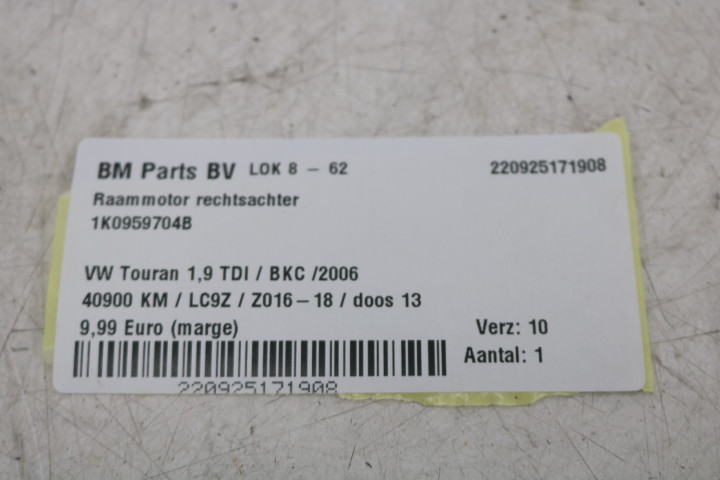 BM Parts BV LOK 8 - 62 220925171908
Raammotor rechtsachter
1K0959704B
VW Touran 1,9 TDI / BKC /2006
40900 KM / LC9Z / Z016-18 / doos 13
9,99 Euro (marge) Verz: 10
Aantal: 1
220925171908